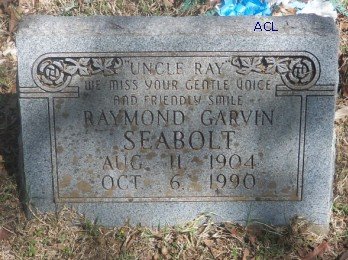 ACL
"UNCLE RAY"
WE MISS YOUR GENTLE VOICE
AND FRIENDLY SMILE
RAYMOND GARVIN
SEABOLT
AUG. 11, 1904
OCT. 6, 1990